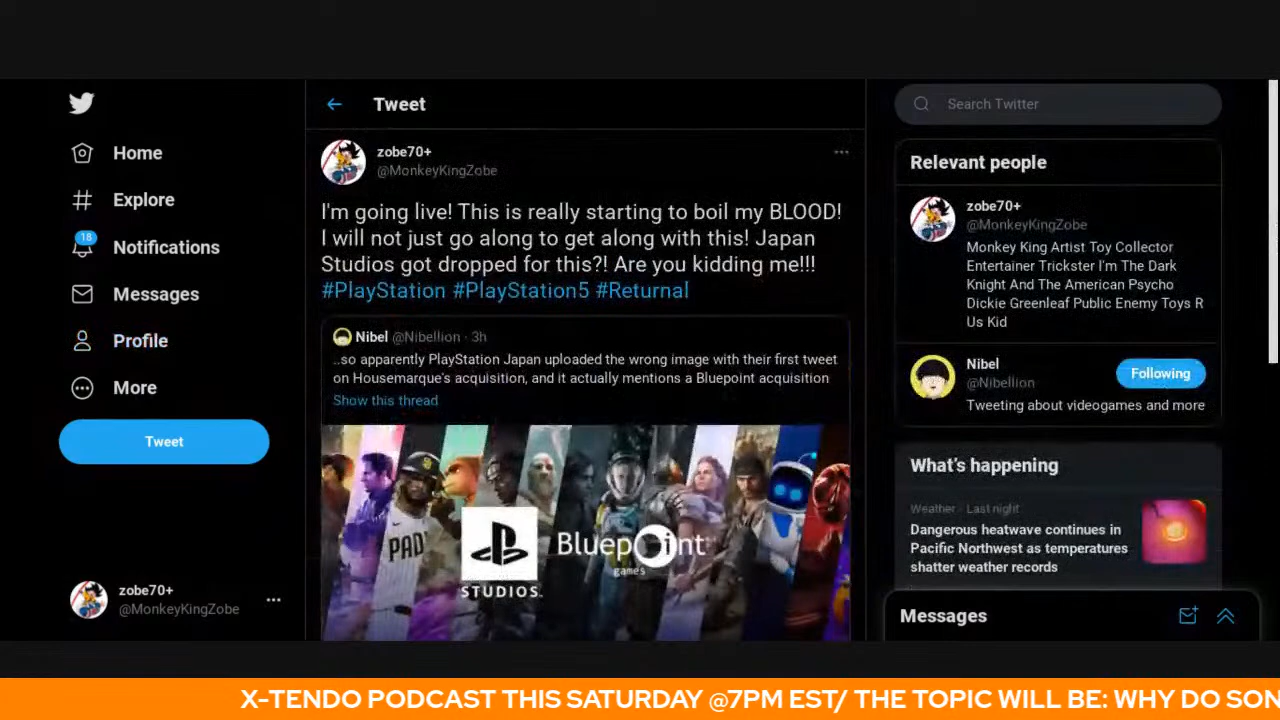 Home
Explore
18
Notifications
Messages
Profile
More
Tweet
zobe70+
@MonkeyKingZobe
Tweet
zobe70+
@MonkeyKingZobe
I'm going live! This is really starting to boil my BLOOD!
I will not just go along to get along with this! Japan
Studios got dropped for this?! Are you kidding me!!!
#PlayStation #PlayStation5 #Returnal
Nibel @Nibellion · 3h
..so apparently PlayStation Japan uploaded the wrong image with their first tweet
on Housemarque's acquisition, and it actually mentions a Bluepoint acquisition
Show this thread
PAD
STUDIOS.
Bluepoint
games
Search Twitter
Relevant people
zobe70+
@MonkeyKingZobe
Monkey King Artist Toy Collector
Entertainer Trickster I'm The Dark
Knight And The American Psycho
Dickie Greenleaf Public Enemy Toys R
Us Kid
Nibel
@Nibellion
Following
Tweeting about videogames and more
What's happening
Weather · Last night
Dangerous heatwave continues in
Pacific Northwest as temperatures
shatter weather records
Messages
X-TENDO PODCAST THIS SATURDAY @7PM EST/ THE TOPIC WILL BE: WHY DO SON